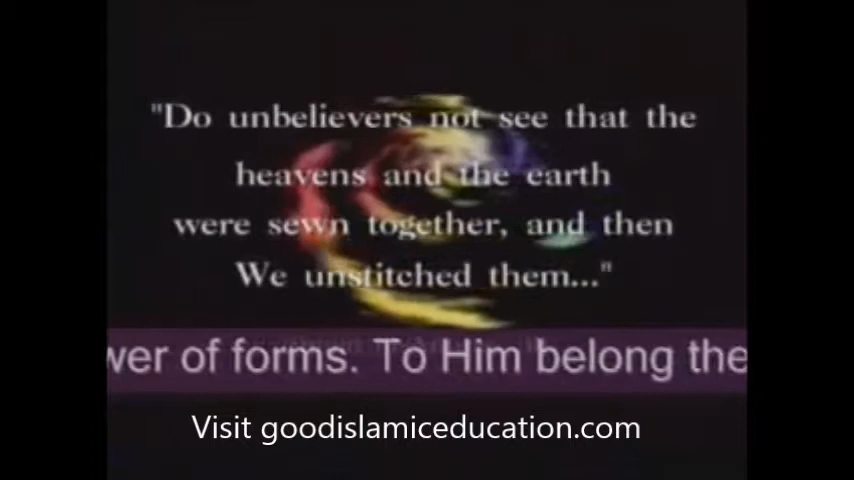 "Do unbelievers not see that the
heavens and the earth
were sewn together, and then
We unstitched them..."
wer of forms. To Him belong the
Visit goodislamiceducation.com